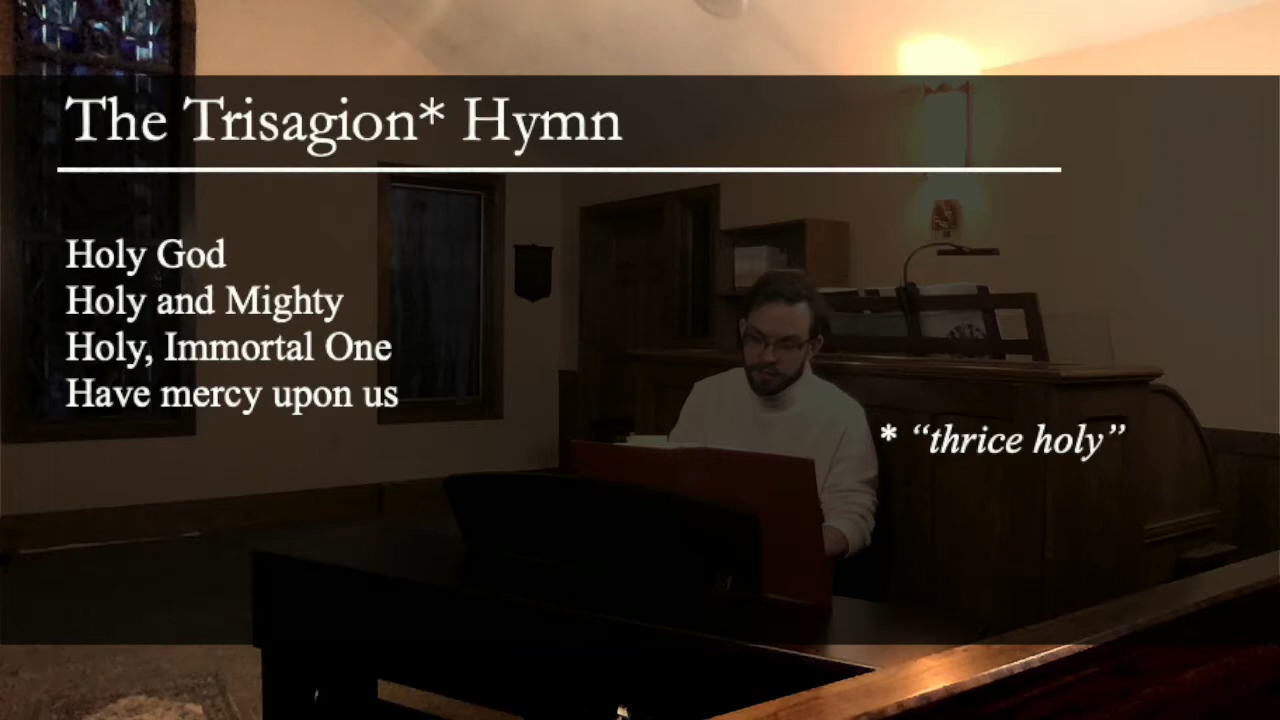 The Trisagion* Hymn
Holy God
Holy and Mighty
Holy, Immortal One
Have mercy upon us
* “thrice holy”